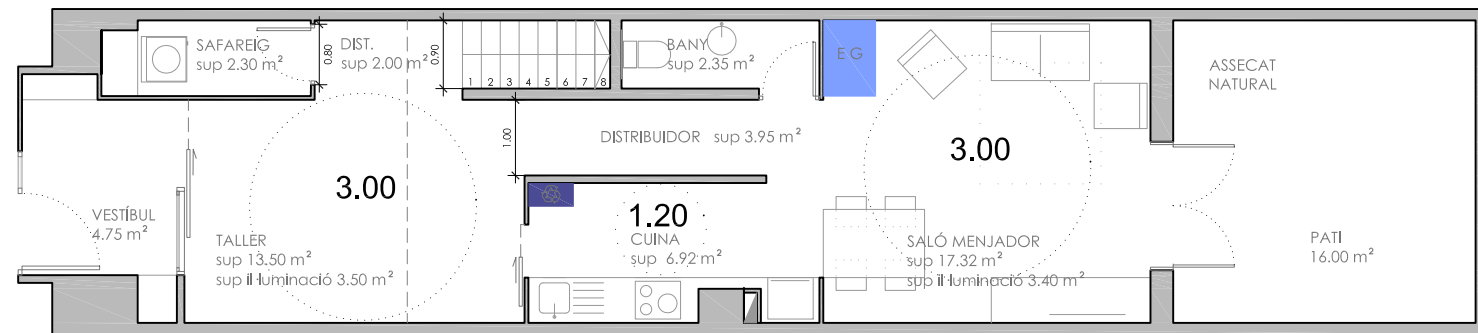 SAFAREIG
sup 2.30 m²
0.80
DIST.
sup 2.00 m²
0.90
1 2 3 4 5 6 7 8
BANY
sup 2.35 m²
E G
ASSECAT
NATURAL
1.00
DISTRIBUIDOR sup 3.95 m²
3.00
3.00
VESTÍBUL
4.75 m²
TALLER
sup 13.50 m²
sup il·luminació 3.50 m²
1.20
CUINA
sup 6.92 m²
SALÓ MENJADOR
sup 17.32 m²
sup il·luminació 3.40 m²
PATI
16.00 m²